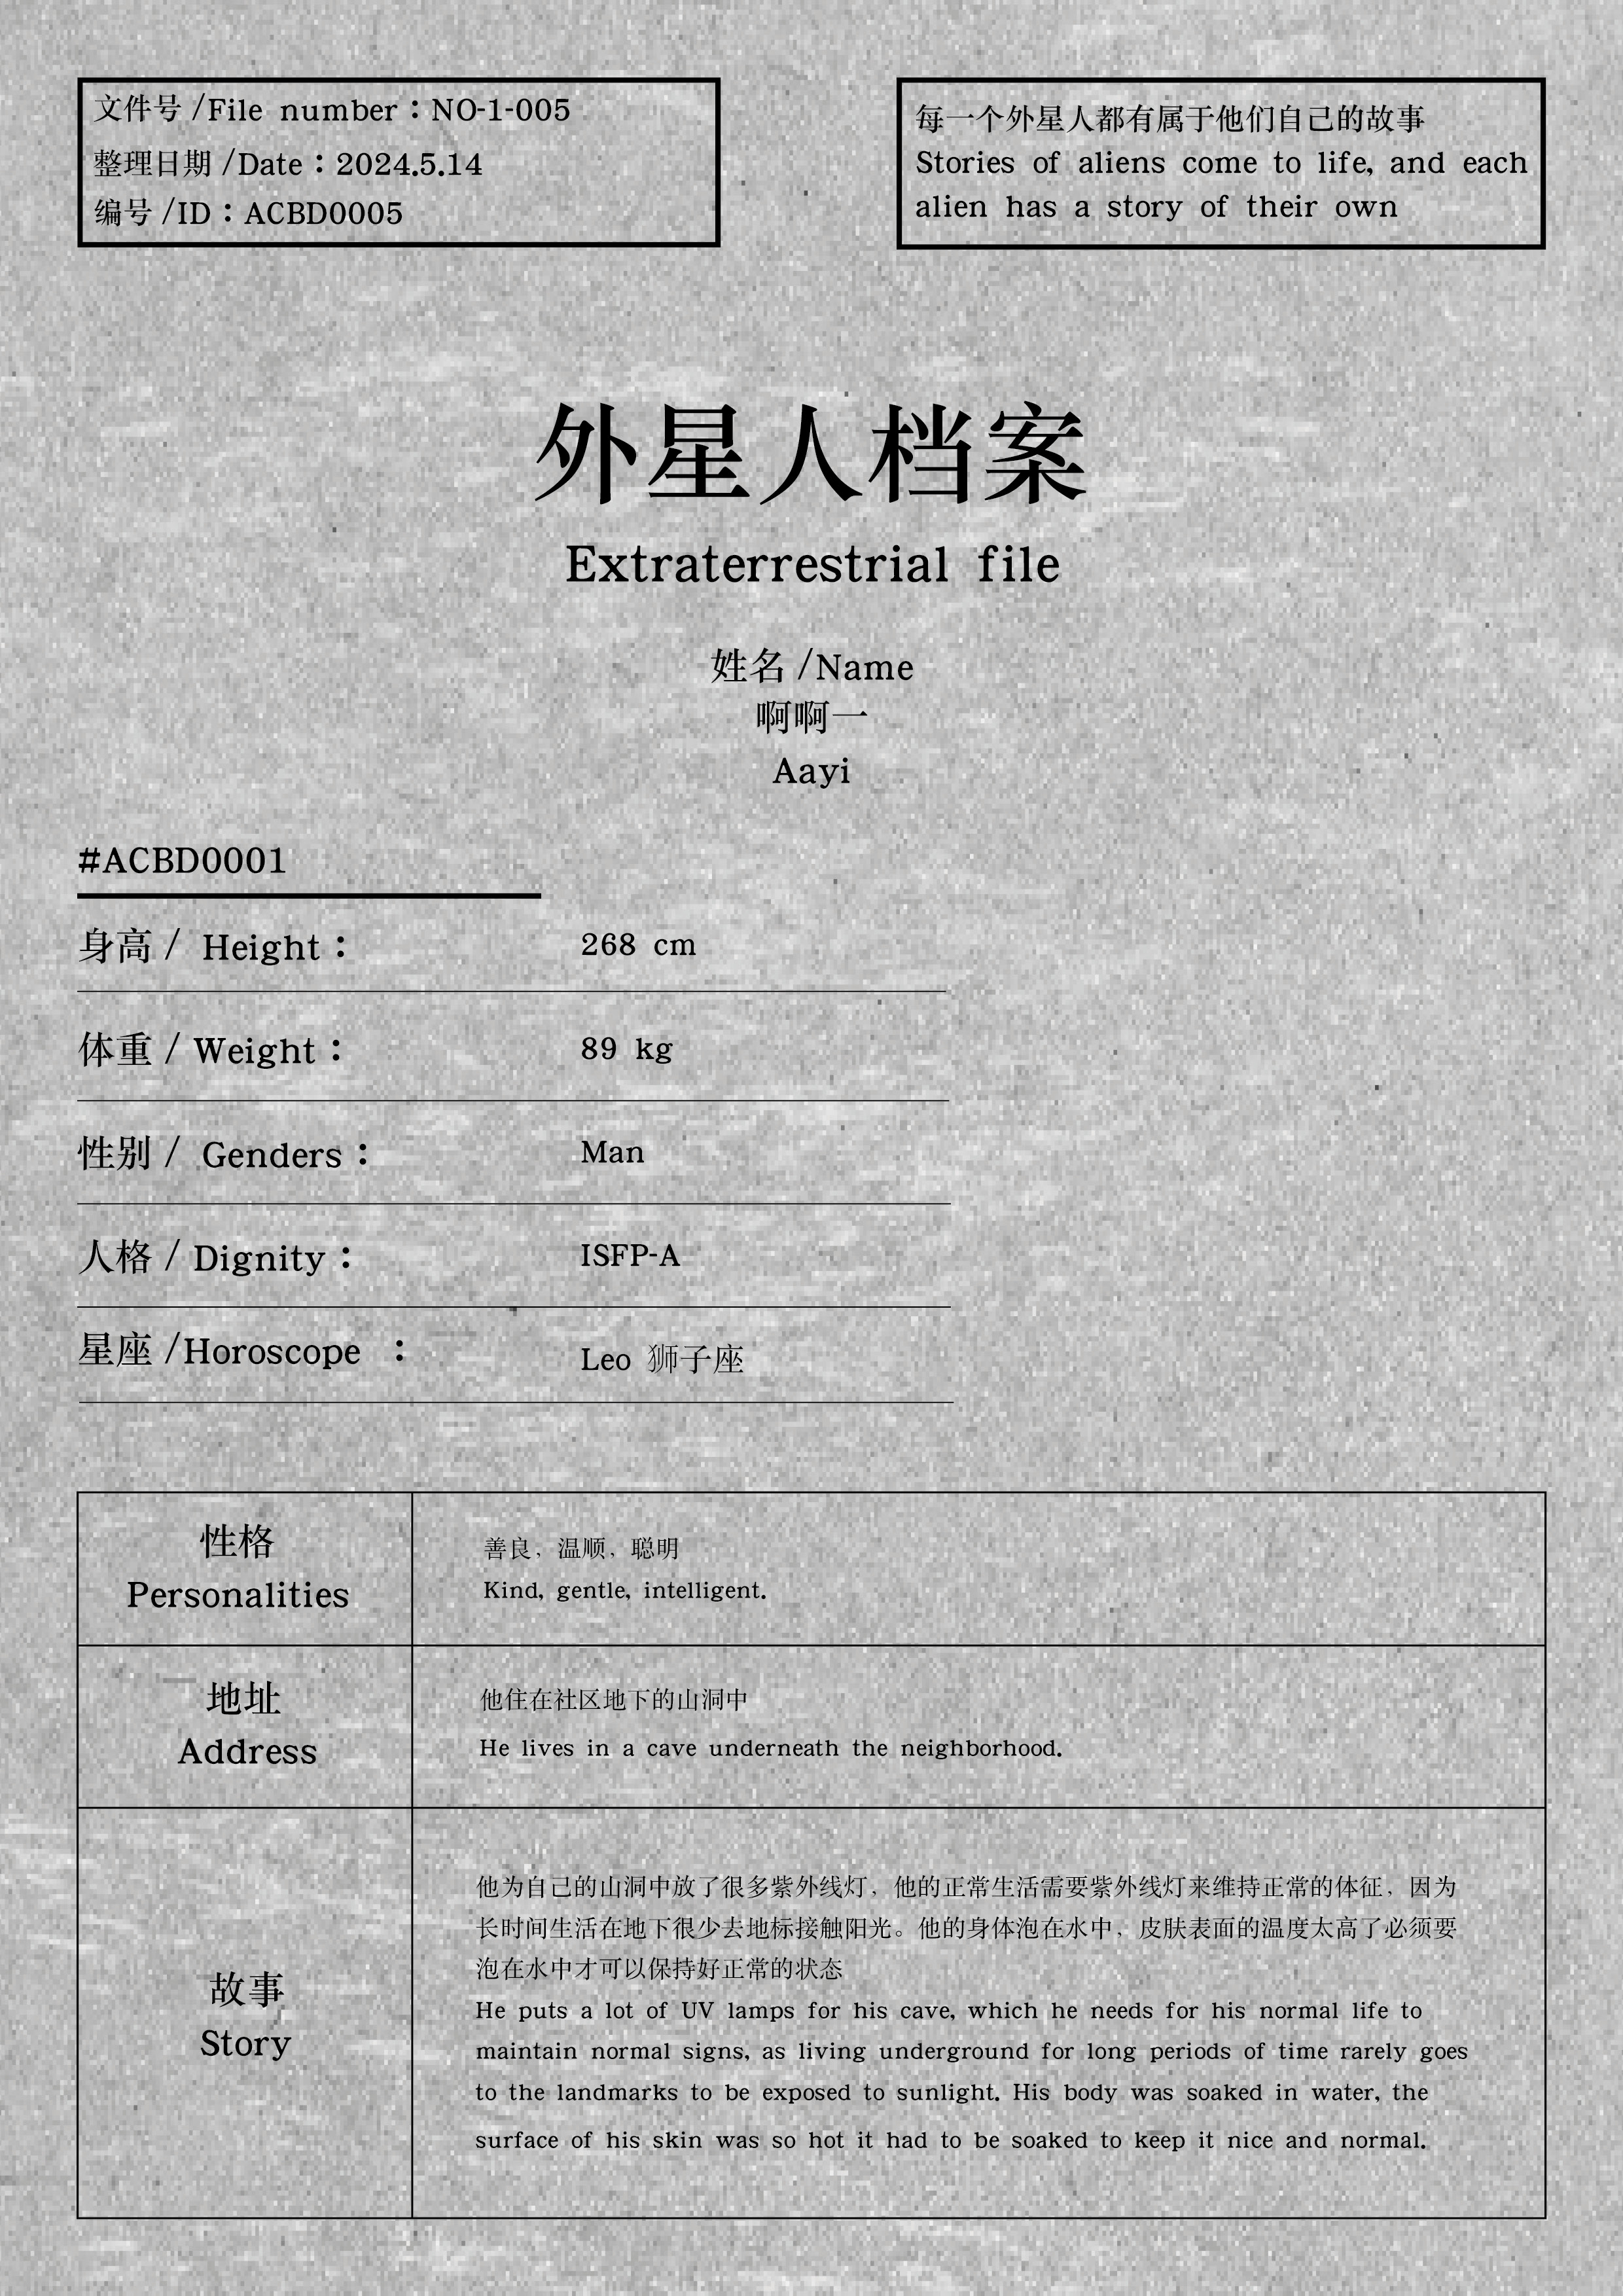 文件号 /File number：NO-1-005
整理日期 /Date：2024.5.14
编号 /ID：ACBD0005
每一个外星人都有属于他们自己的故事
Stories of aliens come to life, and each
alien has a story of their own
外星人档案
Extraterrestrial file
姓名 /Name
啊啊一
Aayi
#ACBD0001
身高 / Height： 268 cm
体重 / Weight： 89 kg
性别 / Genders： Man
人格 / Dignity： ISFP-A
星座 /Horoscope ： Leo 狮子座
性格
Personalities
善良，温顺，聪明
Kind, gentle, intelligent.
地址
Address
他住在社区地下的山洞中
He lives in a cave underneath the neighborhood.
故事
Story
他为自己的山洞中放了很多紫外线灯，他的正常生活需要紫外线灯来维持正常的体征，因为
长时间生活在地下很少去地标接触阳光。他的身体泡在水中，皮肤表面的温度太高了必须要
泡在水中才可以保持好正常的状态
He puts a lot of UV lamps for his cave, which he needs for his normal life to
maintain normal signs, as living underground for long periods of time rarely goes
to the landmarks to be exposed to sunlight. His body was soaked in water, the
surface of his skin was so hot it had to be soaked to keep it nice and normal.